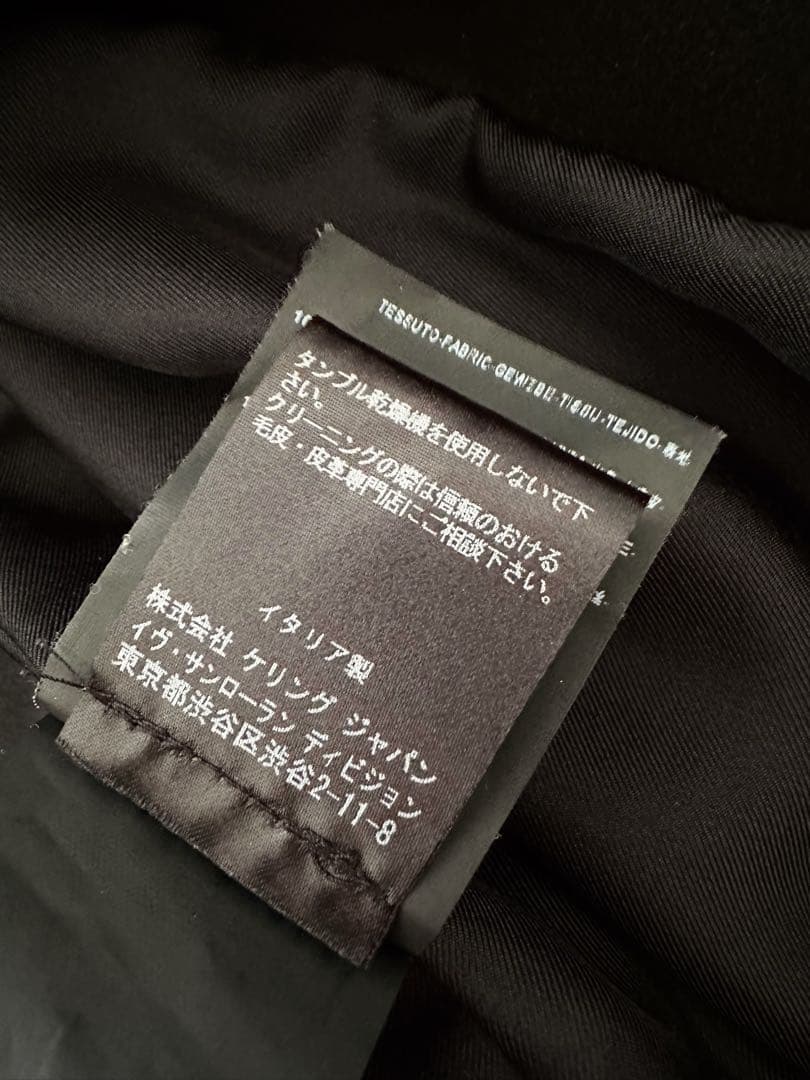 TESSUTO-FABRIC-GEWEBE-TISSU-TEJIDO-
タンブル乾燥機を使用しないで下
さい。
クリーニングの際は信頼のおける
毛皮・皮革専門店にご相談下さい。
イタリア製
株式会社 ケリング ジャパン
イヴ・サンローラン ディビジョン
東京都渋谷区渋谷2-11-8